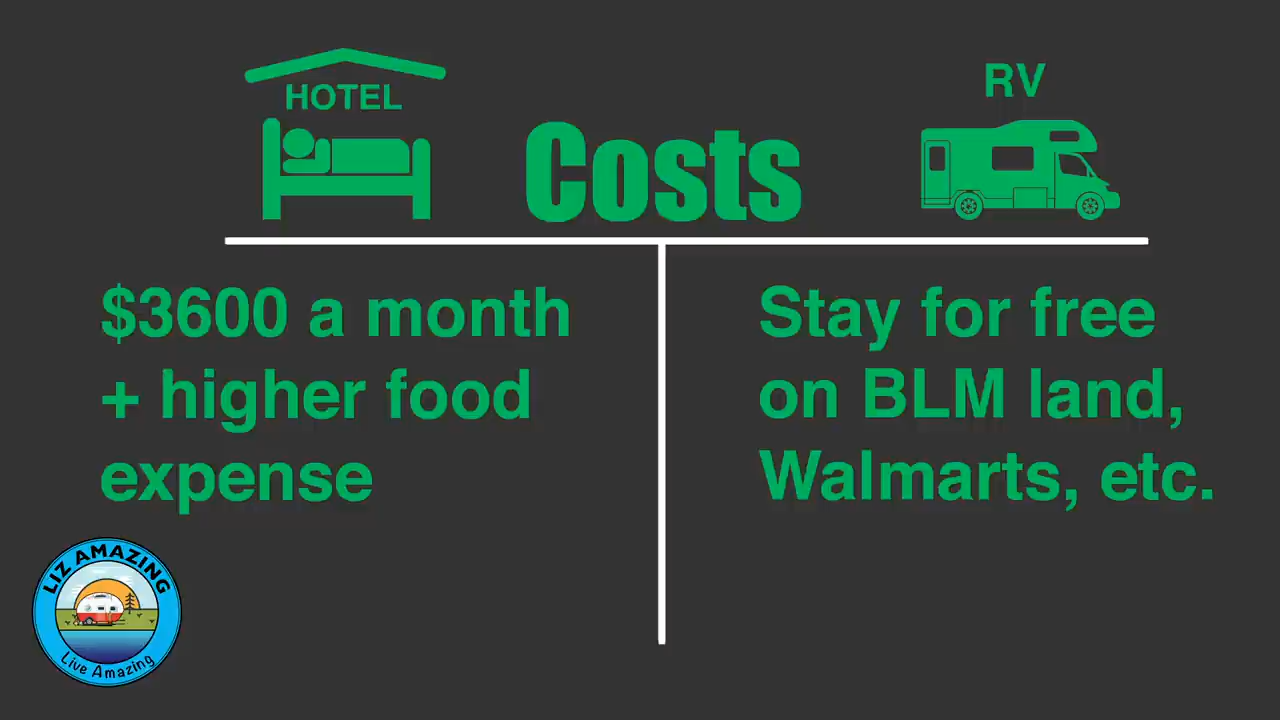 HOTEL
RV
Costs
$3600 a month
+ higher food
expense
Stay for free
on BLM land,
Walmarts, etc.
LIZ AMAZING
Live Amazing